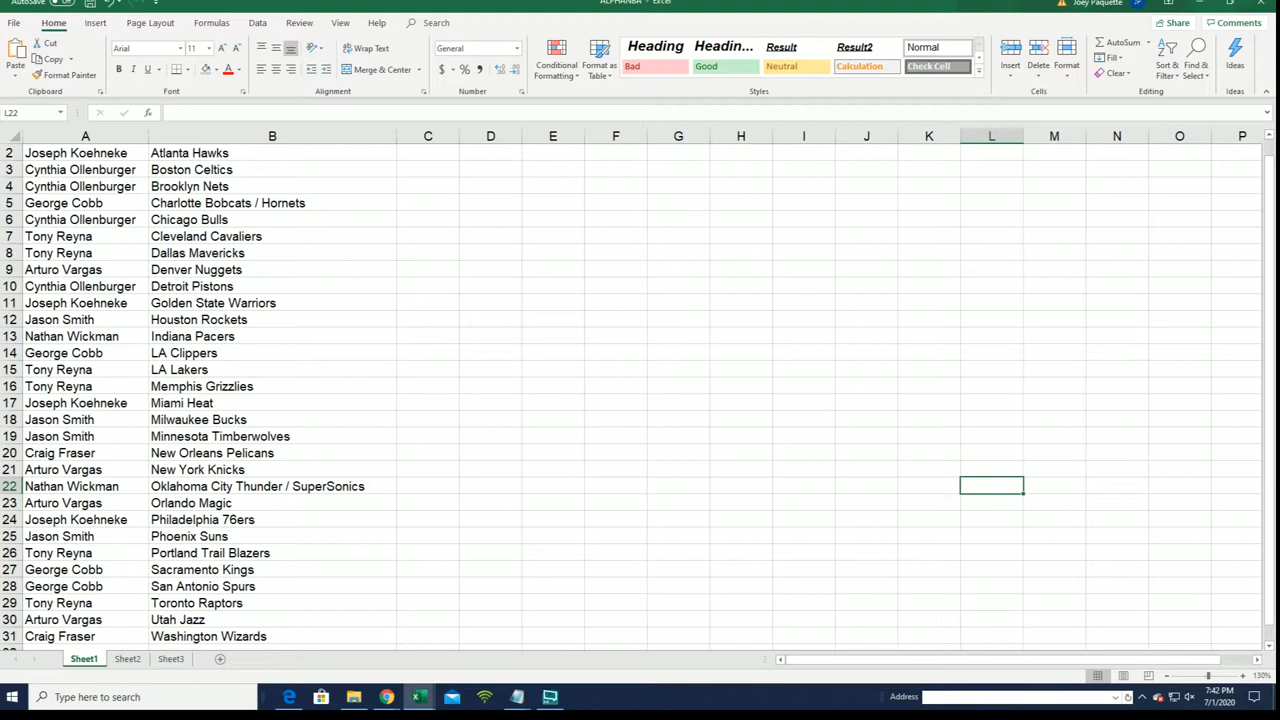 AutoSave Off ALPHANBA - Excel Joey Paquette JP
File Home Insert Page Layout Formulas Data Review View Help Search Share Comments
Paste Cut Copy Format Painter Clipboard
Arial 11 A A B I U A Font
Wrap Text Merge & Center Alignment
General $ % , Number
Conditional Formatting Format as Table
Heading Headin... Result Result2 Normal
Bad Good Neutral Calculation Check Cell
Styles
Insert Delete Format Cells
AutoSum Fill Clear Sort & Filter Find & Select Editing
Ideas Ideas
L22 fx
A B C D E F G H I J K L M N O P
2 Joseph Koehneke Atlanta Hawks
3 Cynthia Ollenburger Boston Celtics
4 Cynthia Ollenburger Brooklyn Nets
5 George Cobb Charlotte Bobcats / Hornets
6 Cynthia Ollenburger Chicago Bulls
7 Tony Reyna Cleveland Cavaliers
8 Tony Reyna Dallas Mavericks
9 Arturo Vargas Denver Nuggets
10 Cynthia Ollenburger Detroit Pistons
11 Joseph Koehneke Golden State Warriors
12 Jason Smith Houston Rockets
13 Nathan Wickman Indiana Pacers
14 George Cobb LA Clippers
15 Tony Reyna LA Lakers
16 Tony Reyna Memphis Grizzlies
17 Joseph Koehneke Miami Heat
18 Jason Smith Milwaukee Bucks
19 Jason Smith Minnesota Timberwolves
20 Craig Fraser New Orleans Pelicans
21 Arturo Vargas New York Knicks
22 Nathan Wickman Oklahoma City Thunder / SuperSonics
23 Arturo Vargas Orlando Magic
24 Joseph Koehneke Philadelphia 76ers
25 Jason Smith Phoenix Suns
26 Tony Reyna Portland Trail Blazers
27 George Cobb Sacramento Kings
28 George Cobb San Antonio Spurs
29 Tony Reyna Toronto Raptors
30 Arturo Vargas Utah Jazz
31 Craig Fraser Washington Wizards
Sheet1 Sheet2 Sheet3
130%
Type here to search Address 7:42 PM
7/1/2020